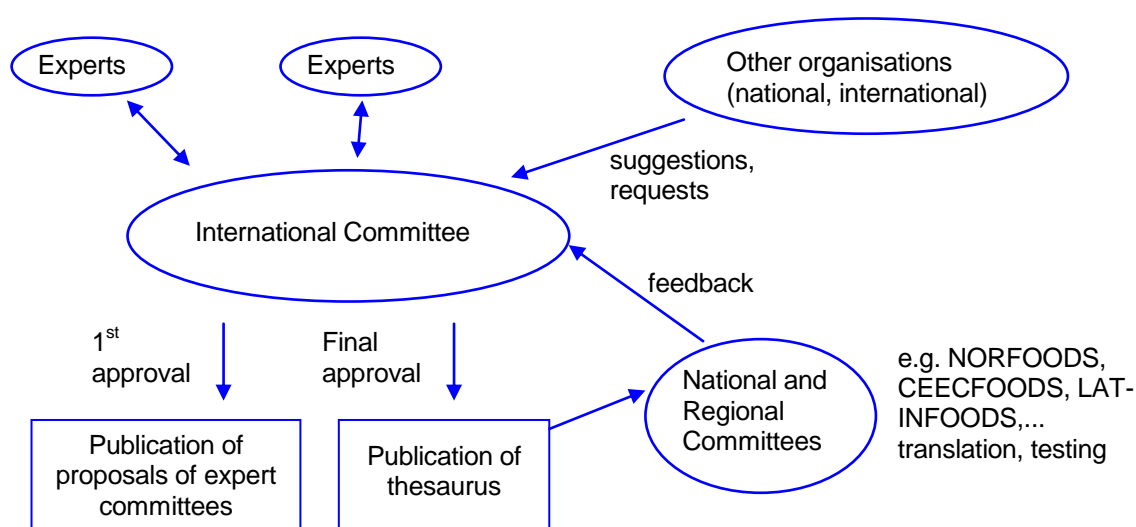 Experts
Experts
Other organisations
(national, international)
suggestions,
requests
International Committee
feedback
1st
approval
Final
approval
National and
Regional
Committees
e.g. NORFOODS,
CEECFOODS, LAT-
INFOODS,...
translation, testing
Publication of
proposals of expert
committees
Publication of
thesaurus